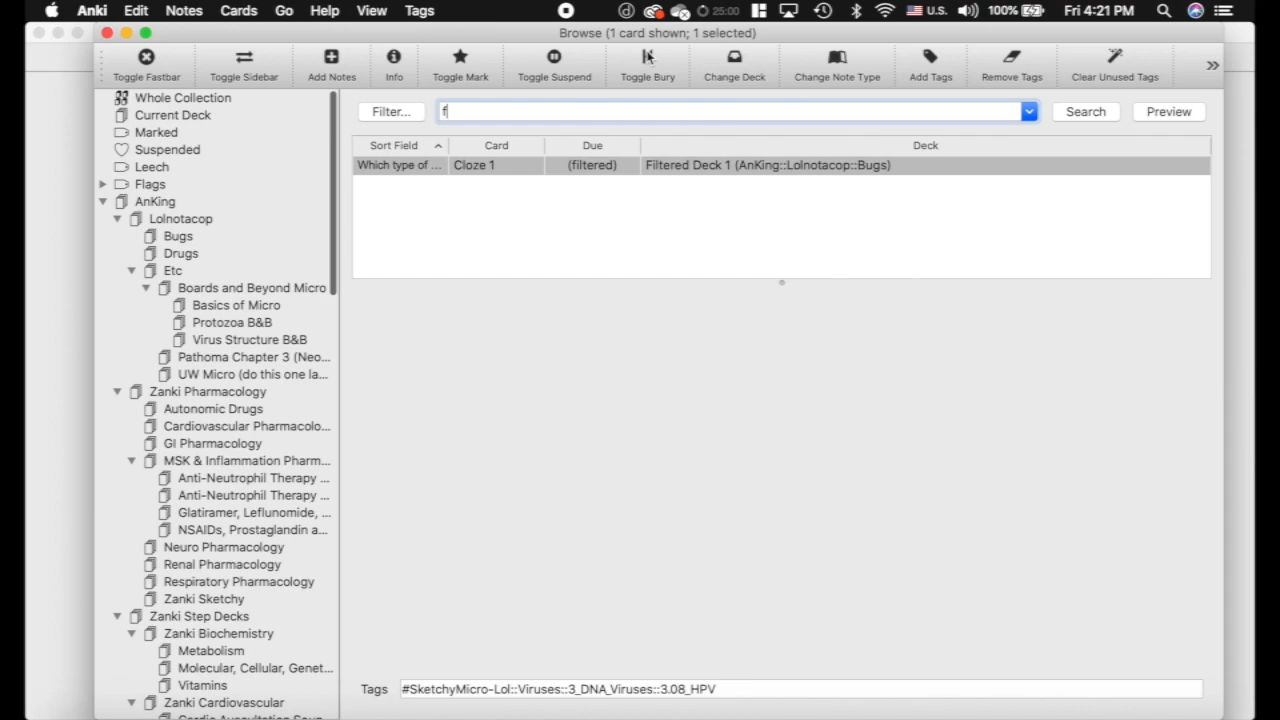 Anki Edit Notes Cards Go Help View Tags 25:00 U.S. 100% Fri 4:21 PM
Browse (1 card shown; 1 selected)
Toggle Fastbar Toggle Sidebar Add Notes Info Toggle Mark Toggle Suspend Toggle Bury Change Deck Change Note Type Add Tags Remove Tags Clear Unused Tags »
Filter... f Search Preview
Sort Field Card Due Deck
Which type of ... Cloze 1 (filtered) Filtered Deck 1 (AnKing::Lolnotacop::Bugs)
Whole Collection
Current Deck
Marked
Suspended
Leech
Flags
AnKing
Lolnotacop
Bugs
Drugs
Etc
Boards and Beyond Micro
Basics of Micro
Protozoa B&B
Virus Structure B&B
Pathoma Chapter 3 (Neo...
UW Micro (do this one la...
Zanki Pharmacology
Autonomic Drugs
Cardiovascular Pharmacolo...
GI Pharmacology
MSK & Inflammation Pharm...
Anti-Neutrophil Therapy ...
Anti-Neutrophil Therapy ...
Glatiramer, Leflunomide, ...
NSAIDs, Prostaglandin a...
Neuro Pharmacology
Renal Pharmacology
Respiratory Pharmacology
Zanki Sketchy
Zanki Step Decks
Zanki Biochemistry
Metabolism
Molecular, Cellular, Genet...
Vitamins
Zanki Cardiovascular
Tags #SketchyMicro-Lol::Viruses::3_DNA_Viruses::3.08_HPV